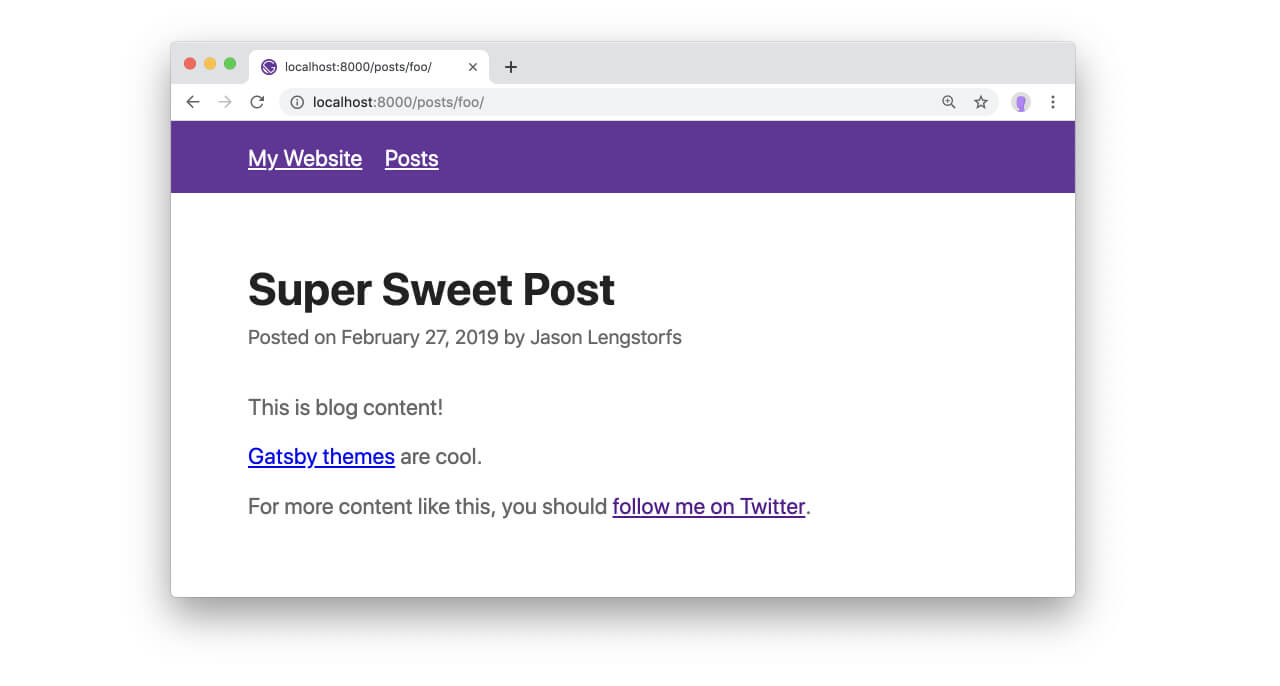 localhost:8000/posts/foo/
localhost:8000/posts/foo/
My Website Posts
Super Sweet Post
Posted on February 27, 2019 by Jason Lengstorfs
This is blog content!
Gatsby themes are cool.
For more content like this, you should follow me on Twitter.